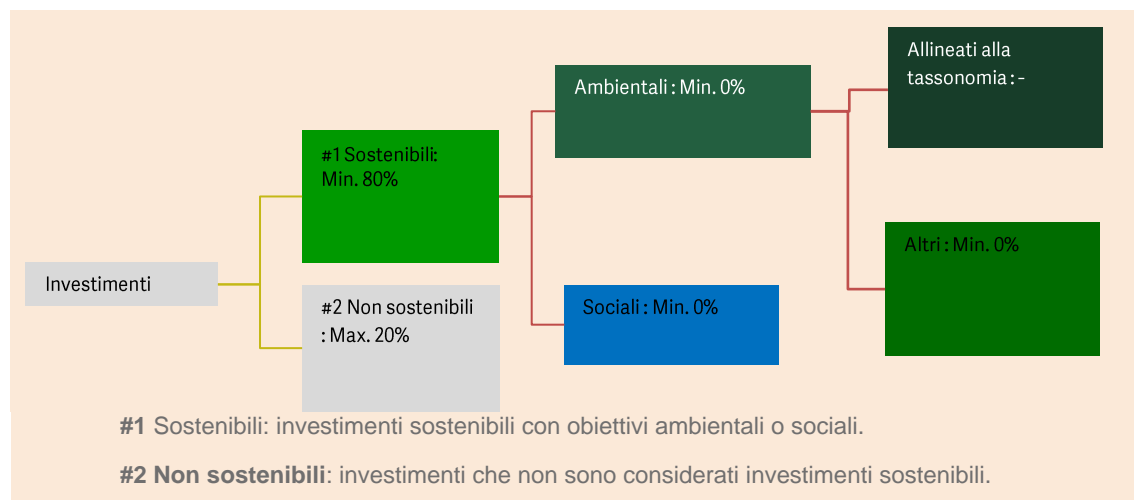 Investimenti
#1 Sostenibili:
Min. 80%
#2 Non sostenibili
: Max. 20%
Ambientali : Min. 0%
Sociali : Min. 0%
Allineati alla
tassonomia : -
Altri : Min. 0%
#1 Sostenibili: investimenti sostenibili con obiettivi ambientali o sociali.
#2 Non sostenibili: investimenti che non sono considerati investimenti sostenibili.